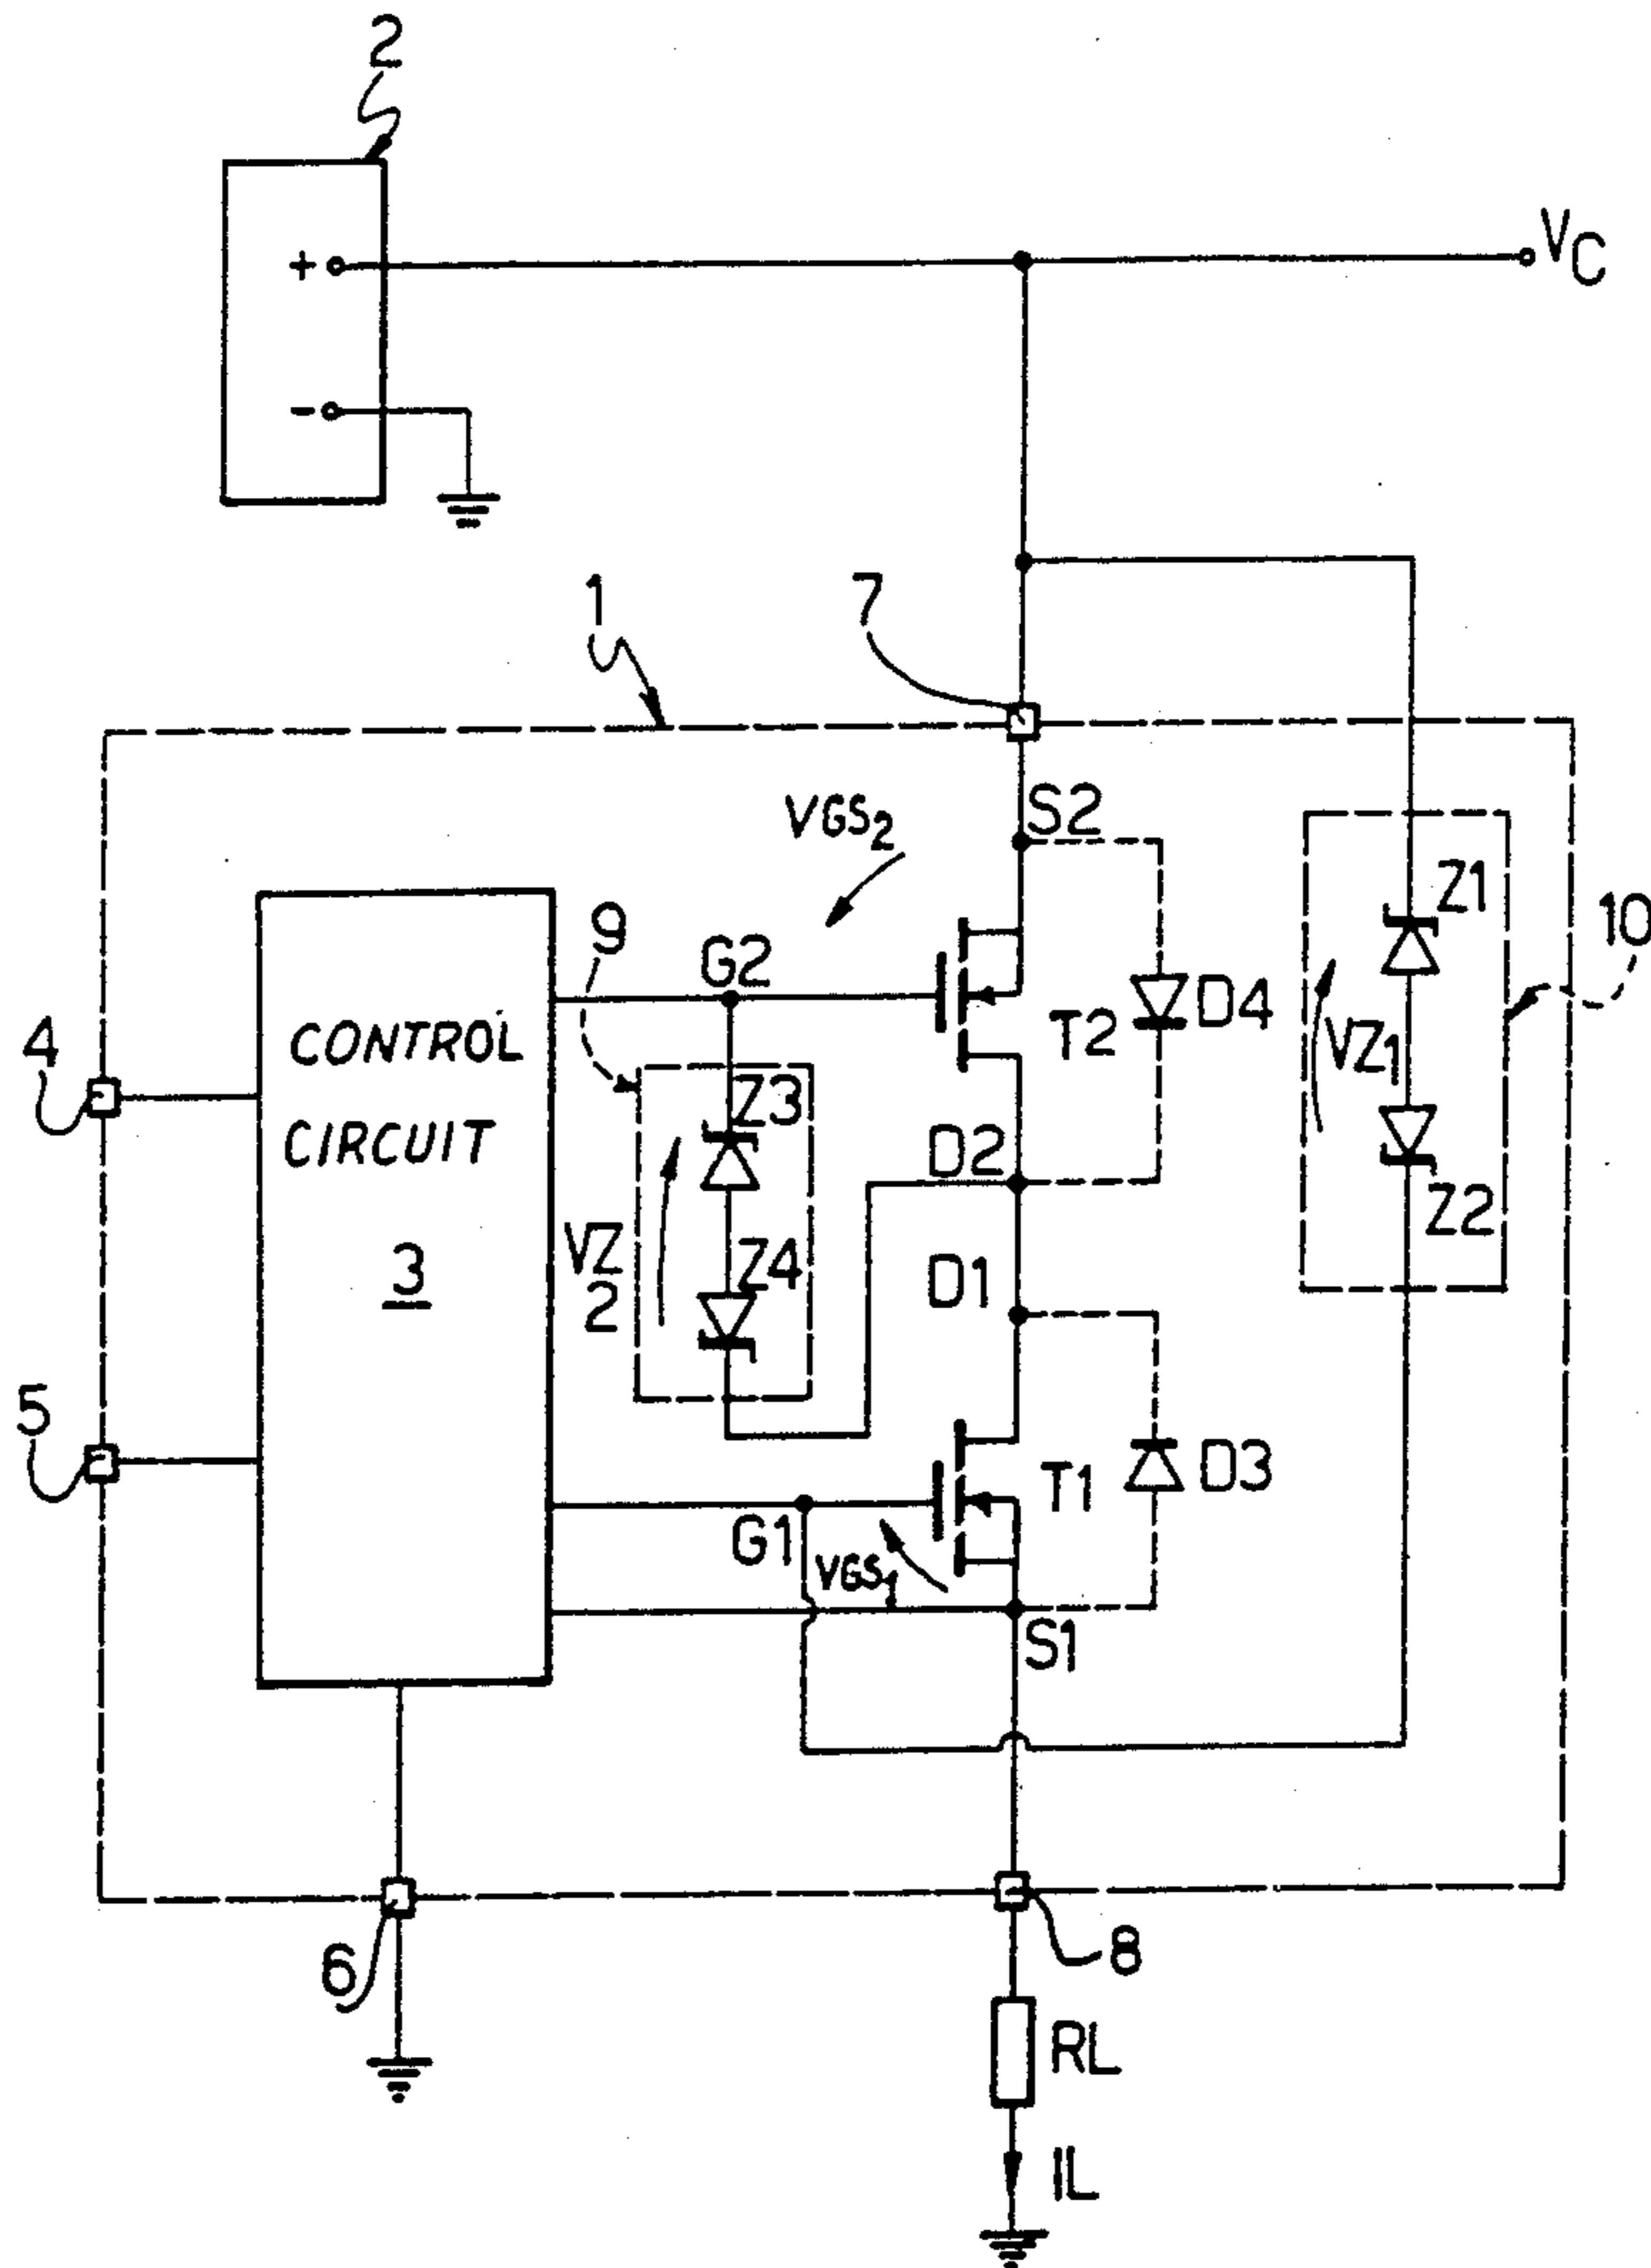 2
+
VC
-
1
7
S2
VGS2
Z1
10
9
G2
4
CONTROL
T2
D4
VZ1
Z3
CIRCUIT
D2
Z2
3
VZ
2
Z4
D1
5
T1
D3
G1
VGS1
S1
6
8
RL
IL